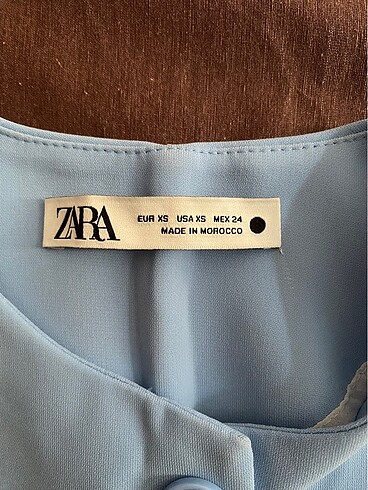 ZARA
EUR XS USA XS MEX 24
MADE IN MOROCCO